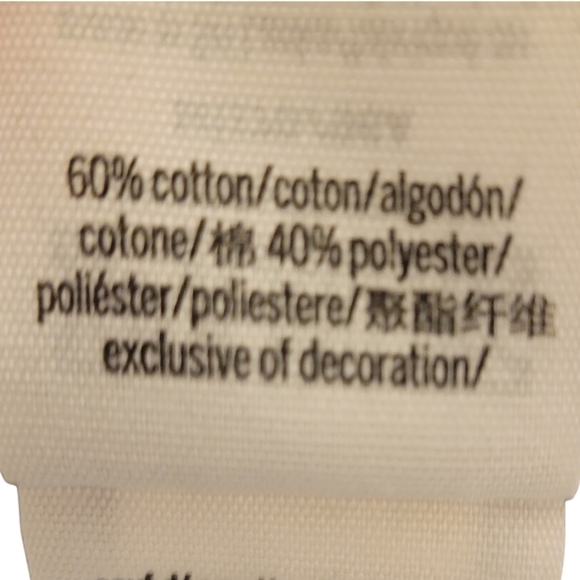 60% cotton/coton/algodón/
cotone/棉 40% polyester/
poliéster/poliestere/聚酯纤维
exclusive of decoration/